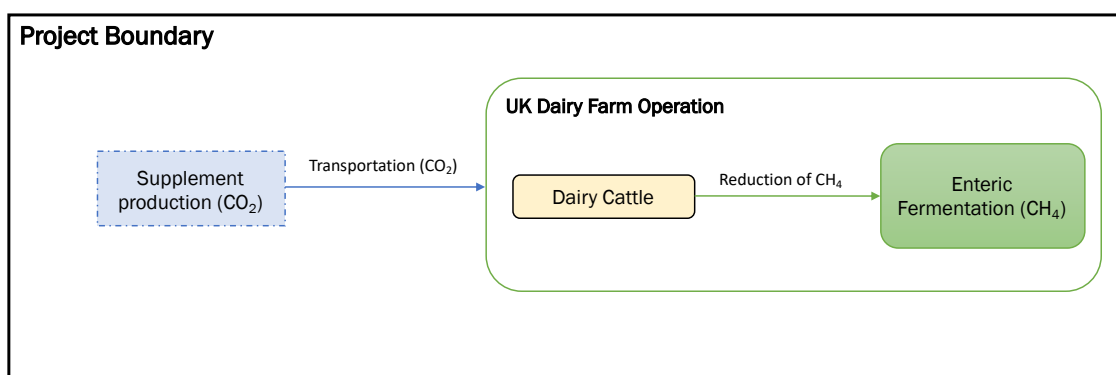 Project Boundary
UK Dairy Farm Operation
Transportation (CO₂)
Supplement
production (CO₂)
Dairy Cattle
Reduction of CH₄
Enteric
Fermentation (CH₄)